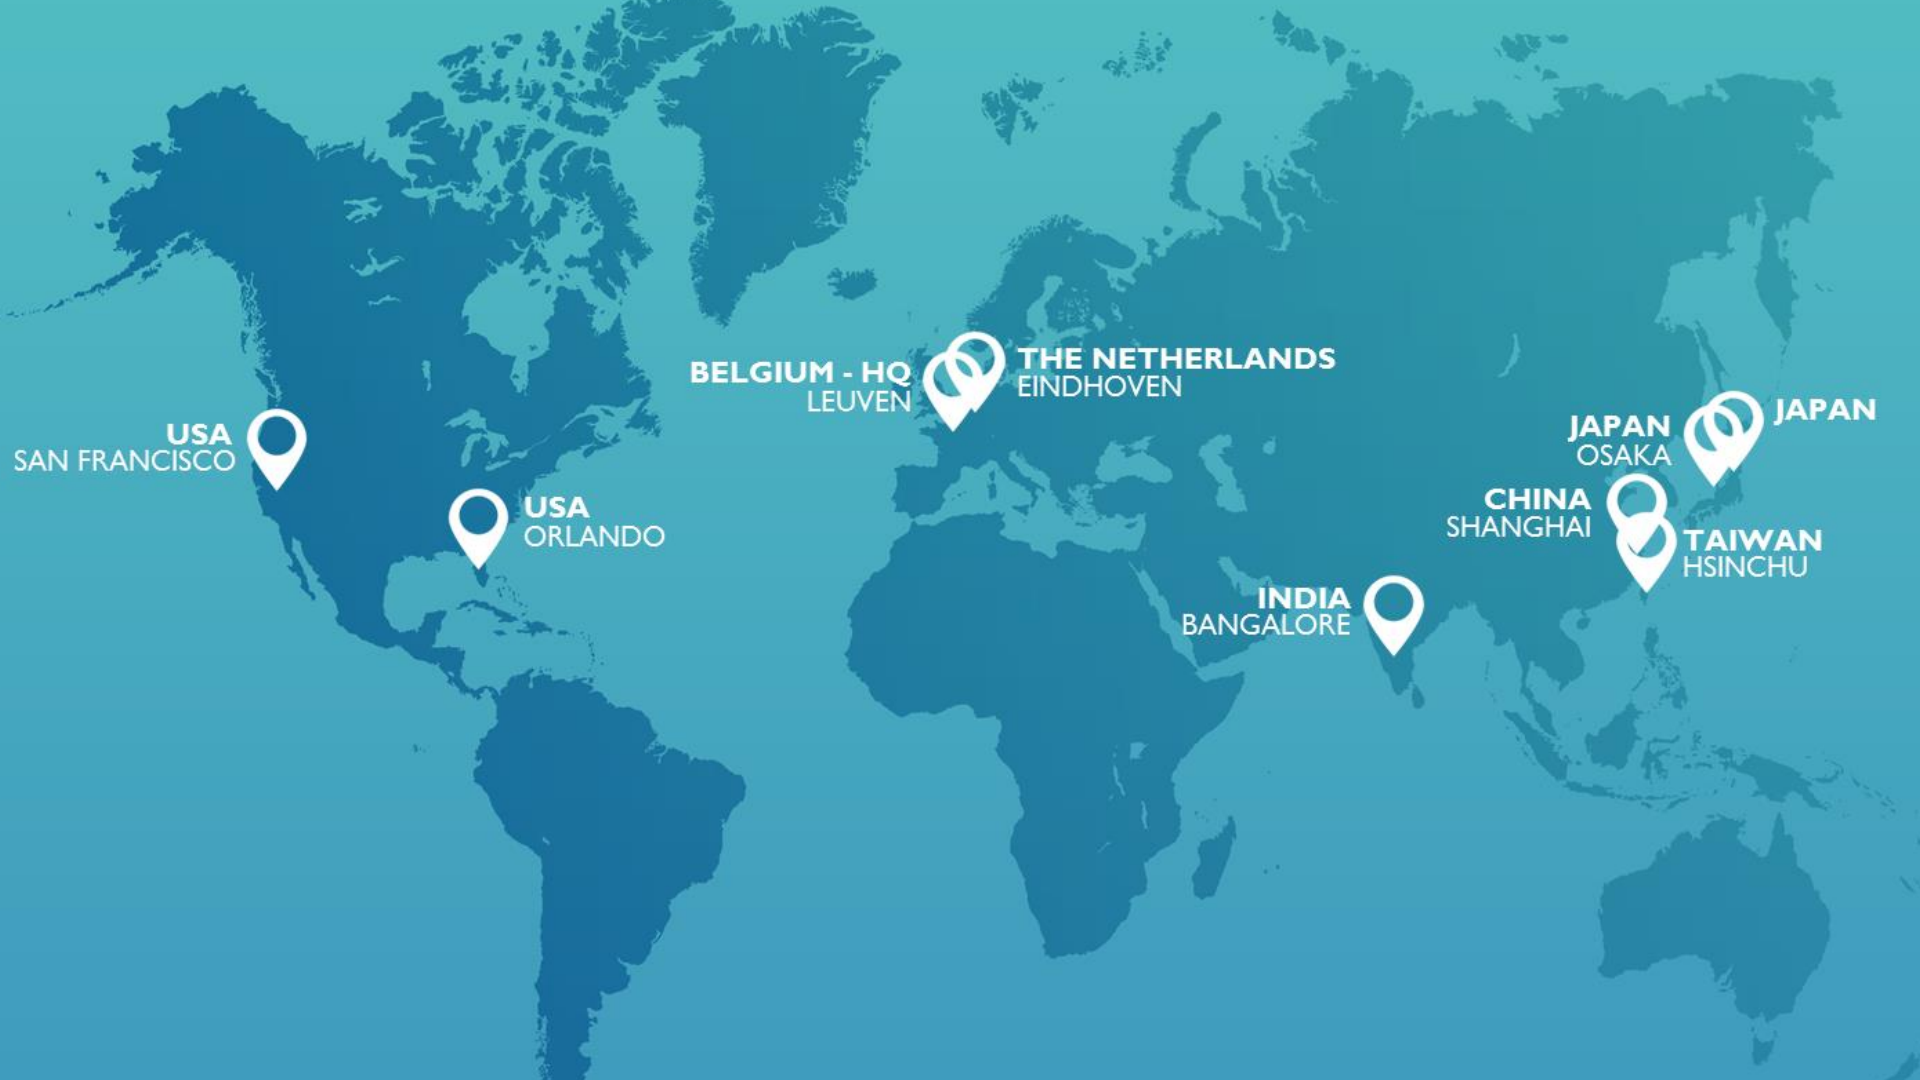 BELGIUM - HQ
LEUVEN
THE NETHERLANDS
EINDHOVEN
USA
SAN FRANCISCO
USA
ORLANDO
JAPAN
OSAKA
JAPAN
CHINA
SHANGHAI
TAIWAN
HSINCHU
INDIA
BANGALORE